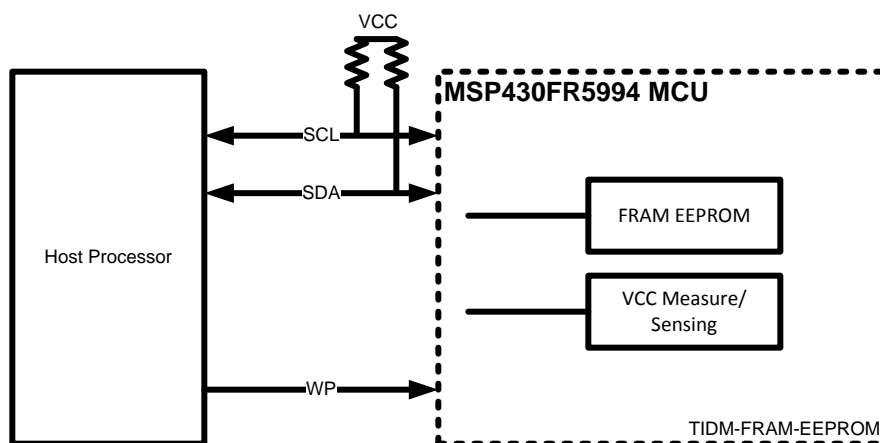 VCC
MSP430FR5994 MCU
SCL
SDA
FRAM EEPROM
Host Processor
VCC Measure/
Sensing
WP
TIDM-FRAM-EEPROM